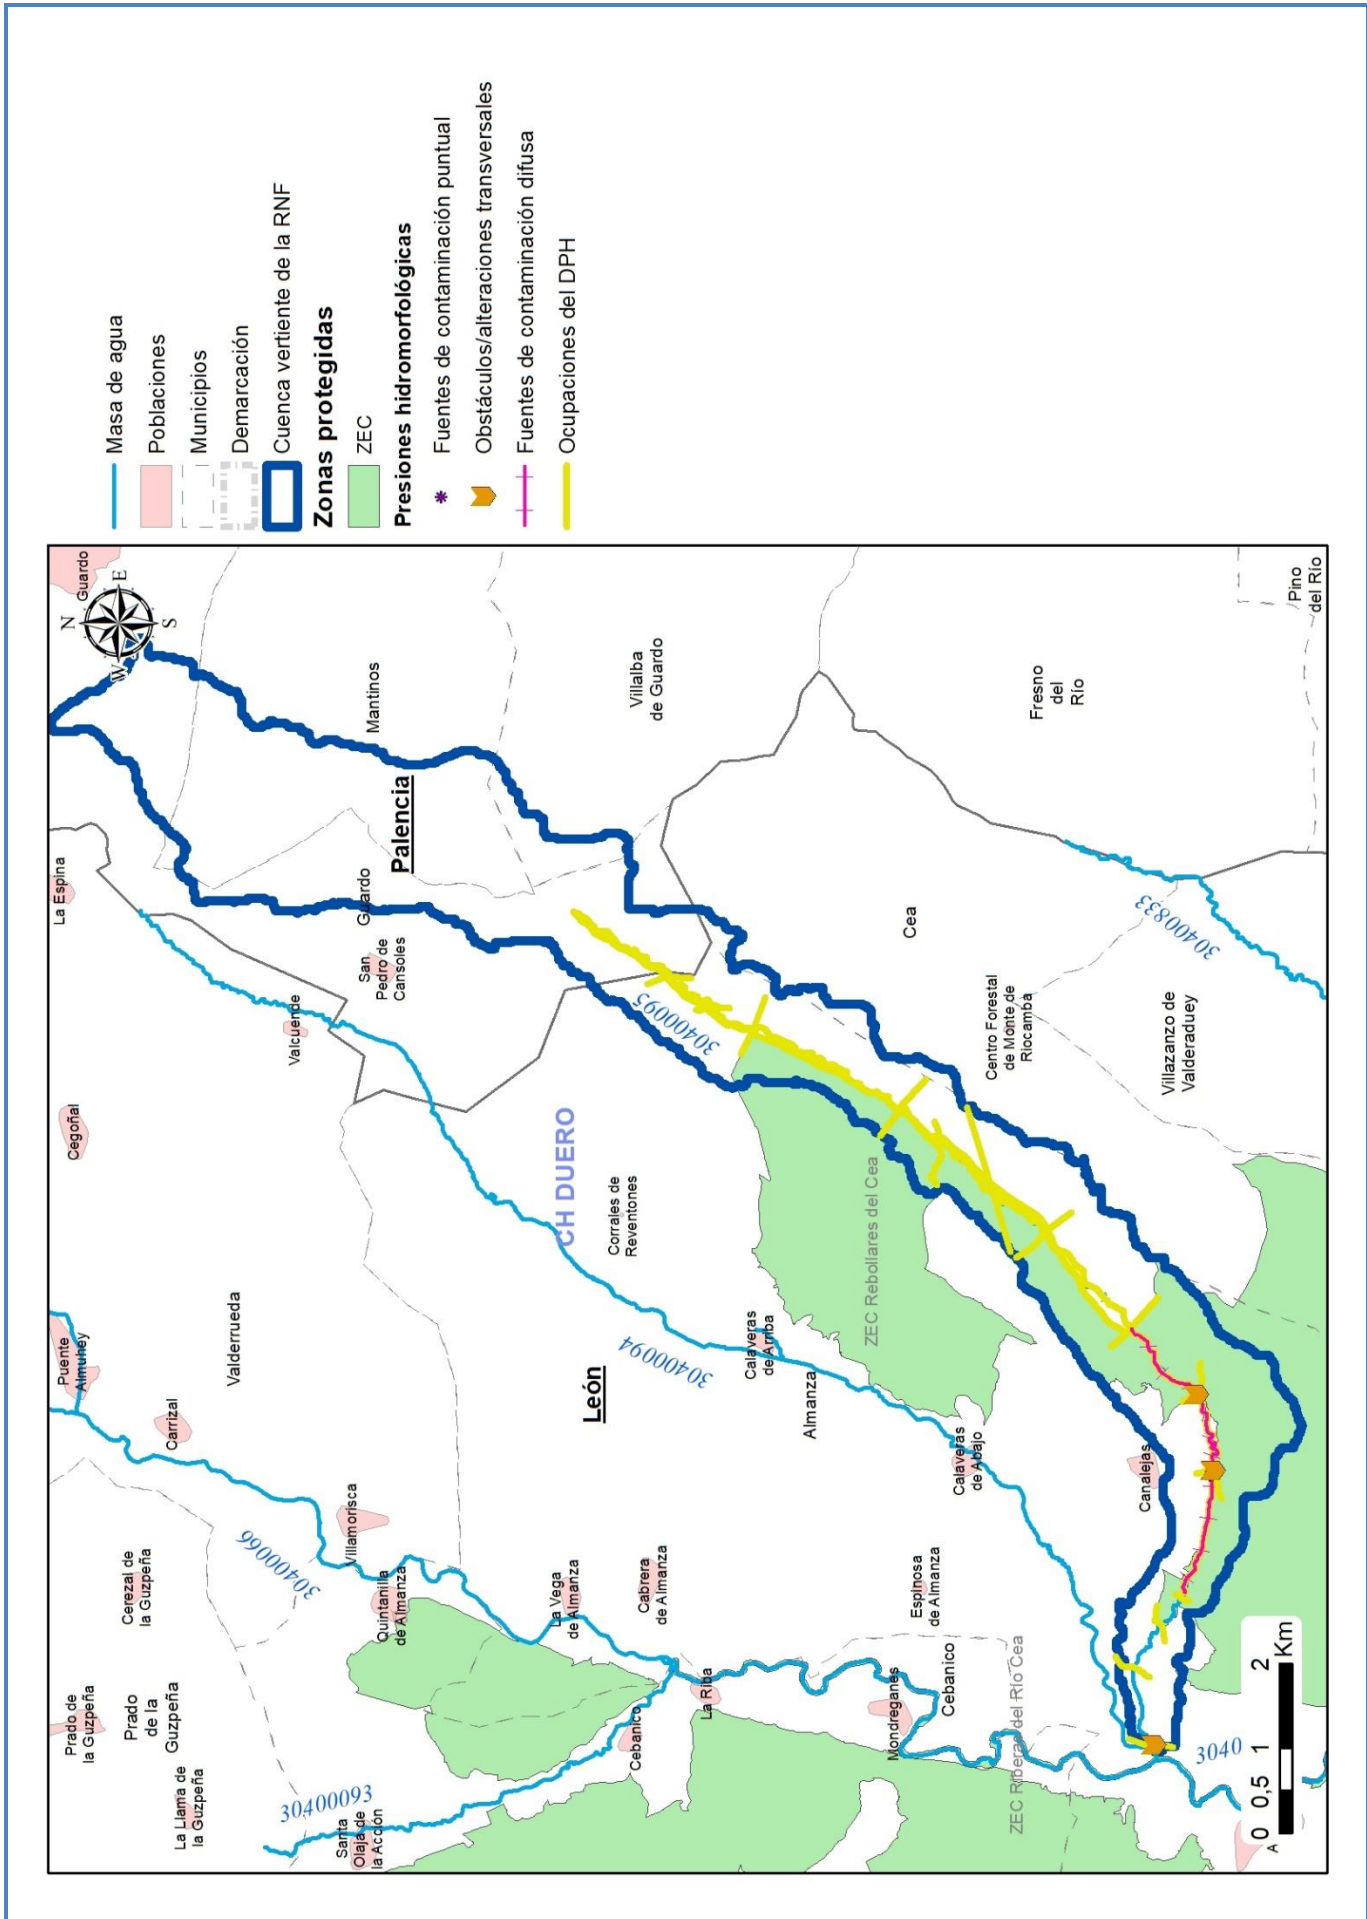 Masa de agua
Poblaciones
Municipios
Demarcación
Cuenca vertiente de la RNF
Zonas protegidas
ZEC
Presiones hidromorfológicas
Fuentes de contaminación puntual
Obstáculos/alteraciones transversales
Fuentes de contaminación difusa
Ocupaciones del DPH
N
W
E
S
Guardo
La Espina
Cegoñal
Puente
Almuhey
Prado de
la Guzpeña
Prado
de la
Guzpeña
La Llama de
la Guzpeña
Cerezal de
la Guzpeña
Carrizal
Valderrueda
Valcuende
San
Pedro de
Cansoles
Guardo
Mantinos
Palencia
30400066
30400093
Villamorisca
Santa
Olaja de
la Acción
Quintanilla
de Almanza
CH DUERO
León
La Vega
de Almanza
Corrales de
Reventones
Villalba
de Guardo
30400094
30400095
Cebanico
Cabrera
de Almanza
La Riba
Calaveras
de Arriba
Almanza
ZEC Rebollares del Cea
Mondreganes
Cea
Espinosa
de Almanza
Cebanico
Calaveras
de Abajo
Centro Forestal
de Monte de
Riocamba
Fresno
del
Río
ZEC Riberas del Río Cea
Canalejas
30400833
Villazanzo de
Valderaduey
3040
Pino
del Río
A
0 0,5 1 2
Km